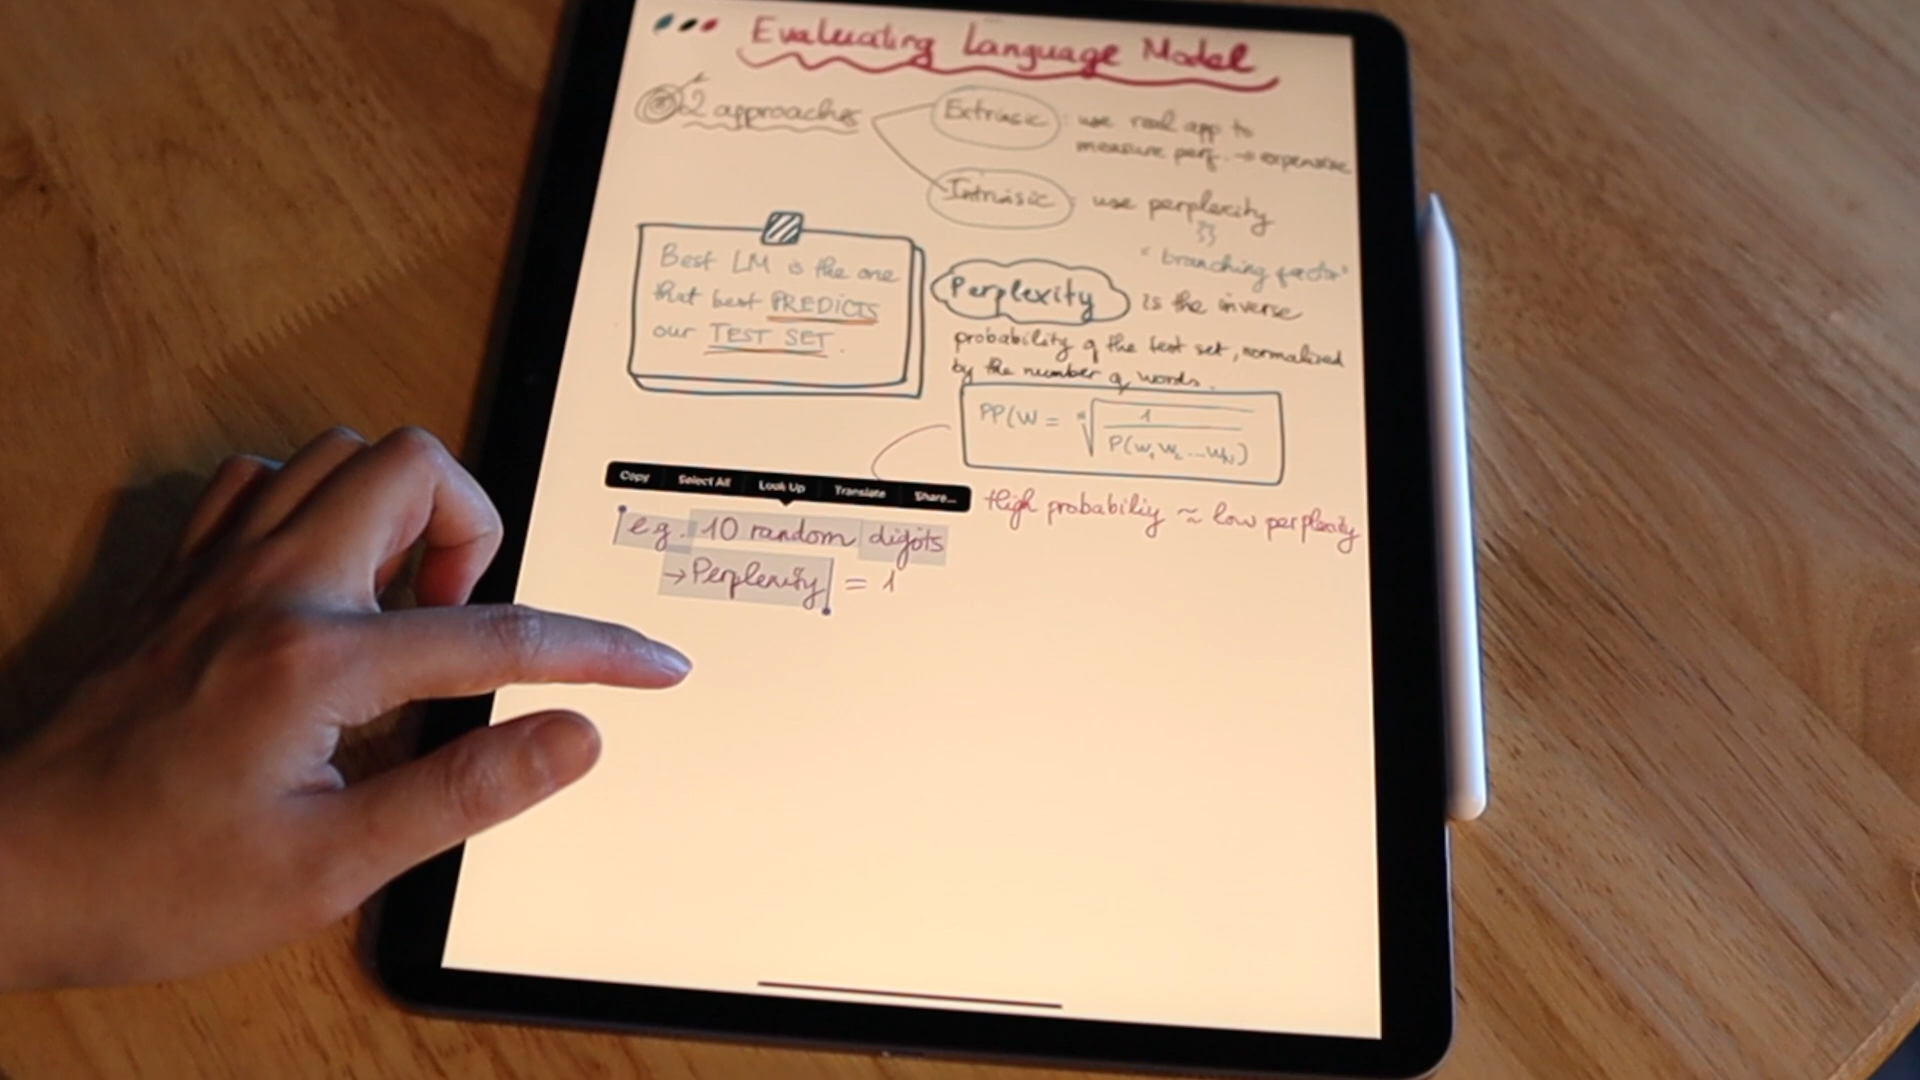 Evaluating Language Model
2 approaches
Extrinsic : use real app to
measure perf. → expensive
Intrinsic : use perplexity
"branching factor"
Best LM is the one
that best PREDICTS
our TEST SET.
Perplexity is the inverse
probability of the test set, normalized
by the number of words.
PP(W = ᴺ√1/P(w₁w₂...wN)
Copy Select All Look Up Translate Share...
High probabiliy ≈ low perplexity
e.g. 10 random digits
→ Perplexity = 1